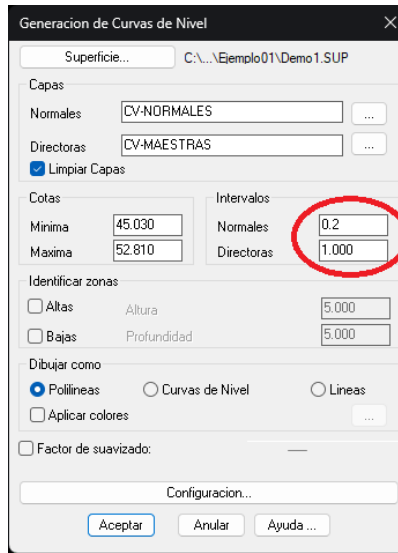 Generacion de Curvas de Nivel
Superficie... C:\...\Ejemplo01\Demo1.SUP
Capas
Normales CV-NORMALES ...
Directoras CV-MAESTRAS ...
Limpiar Capas
Cotas Intervalos
Minima 45.030 Normales 0.2
Maxima 52.810 Directoras 1.000
Identificar zonas
Altas Altura 5.000
Bajas Profundidad 5.000
Dibujar como
Polilineas Curvas de Nivel Lineas
Aplicar colores ...
Factor de suavizado:
Configuracion...
Aceptar Anular Ayuda ...